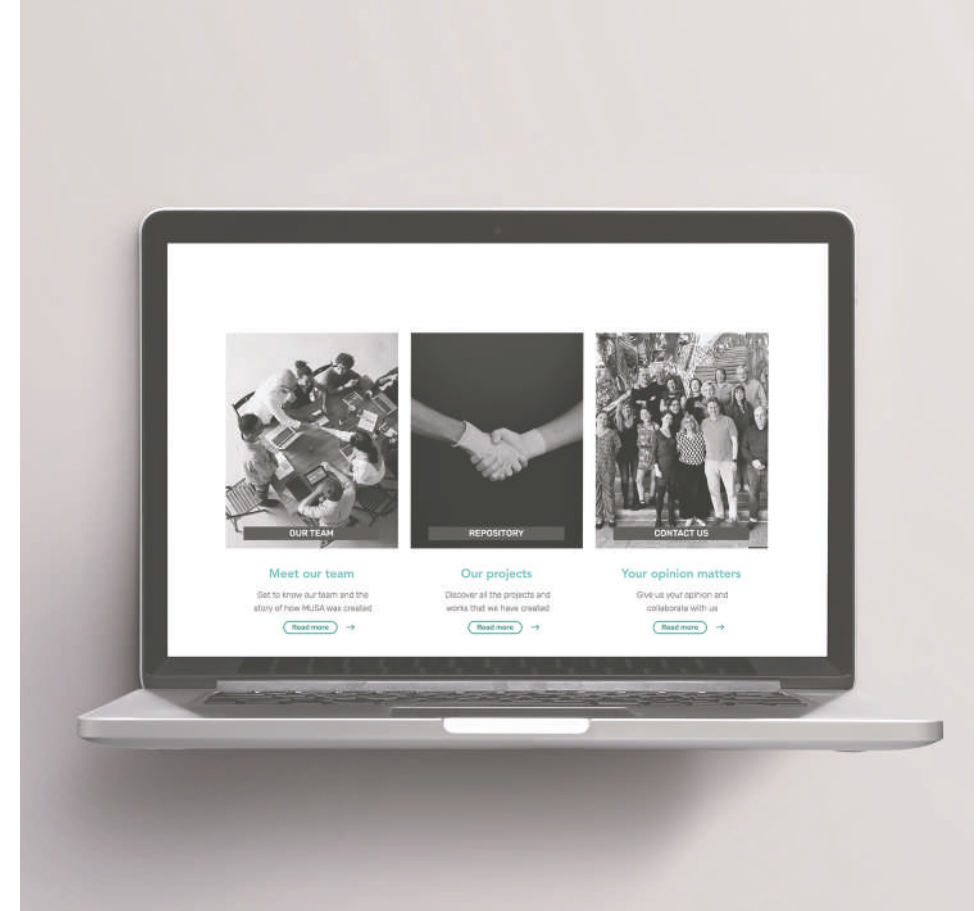 OUR TEAM
REPOSITORY
CONTACT US
Meet our team
Get to know our team and the
story of how MUSA was created
Read more →
Our projects
Discover all the projects and
works that we have created
Read more →
Your opinion matters
Give us your opinion and
collaborate with us
Read more →